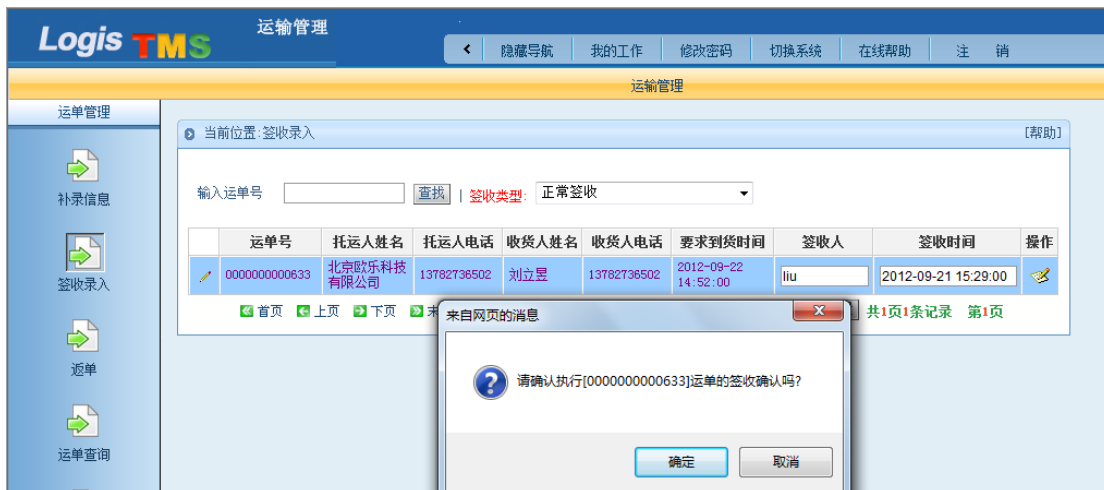 Logis TMS
运输管理
隐藏导航 我的工作 修改密码 切换系统 在线帮助 注 销
运输管理
运单管理
当前位置:签收录入 [帮助]
补录信息
输入运单号 查找 | 签收类型: 正常签收
运单号 托运人姓名 托运人电话 收货人姓名 收货人电话 要求到货时间 签收人 签收时间 操作
0000000000633 北京欧乐科技有限公司 13782736502 刘立昱 13782736502 2012-09-22 14:52:00 liu 2012-09-21 15:29:00
签收录入
首页 上页 下页 共1页1条记录 第1页
来自网页的消息
请确认执行[0000000000633]运单的签收确认吗?
返单
运单查询
确定 取消